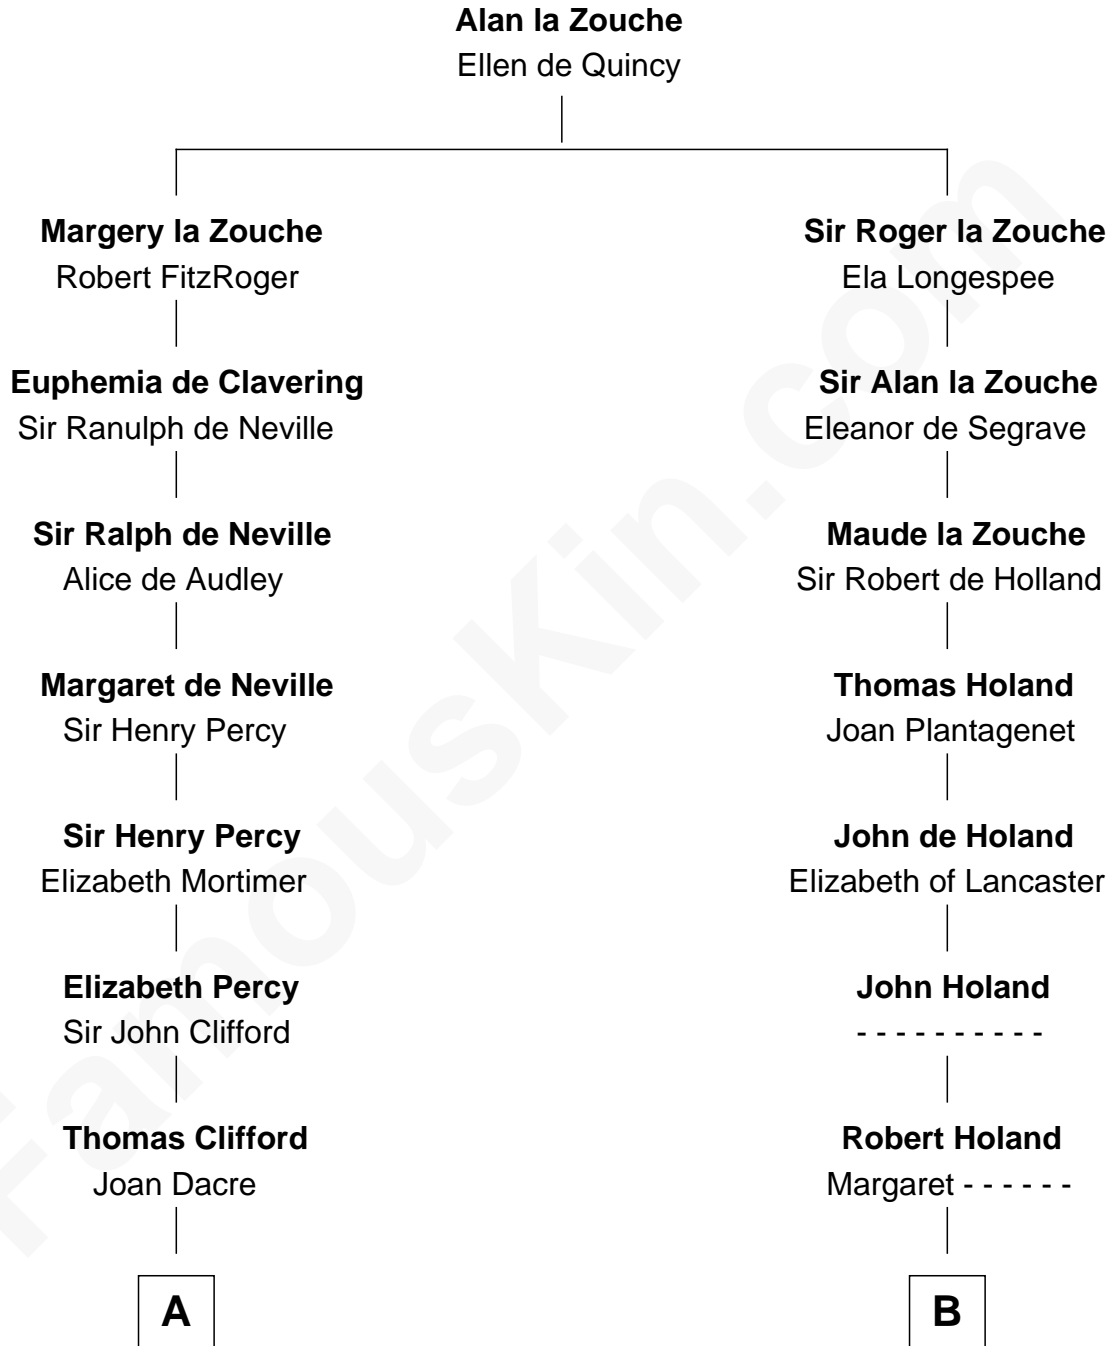 Alan la Zouche
Ellen de Quincy
Margery la Zouche
Robert FitzRoger
Sir Roger la Zouche
Ela Longespee
Euphemia de Clavering
Sir Ranulph de Neville
Sir Alan la Zouche
Eleanor de Segrave
Sir Ralph de Neville
Alice de Audley
Maude la Zouche
Sir Robert de Holland
Margaret de Neville
Sir Henry Percy
Thomas Holand
Joan Plantagenet
Sir Henry Percy
Elizabeth Mortimer
John de Holand
Elizabeth of Lancaster
Elizabeth Percy
Sir John Clifford
John Holand
- - - - - - - - - -
Thomas Clifford
Joan Dacre
Robert Holand
Margaret - - - - - -
A
B
FamousKin.com